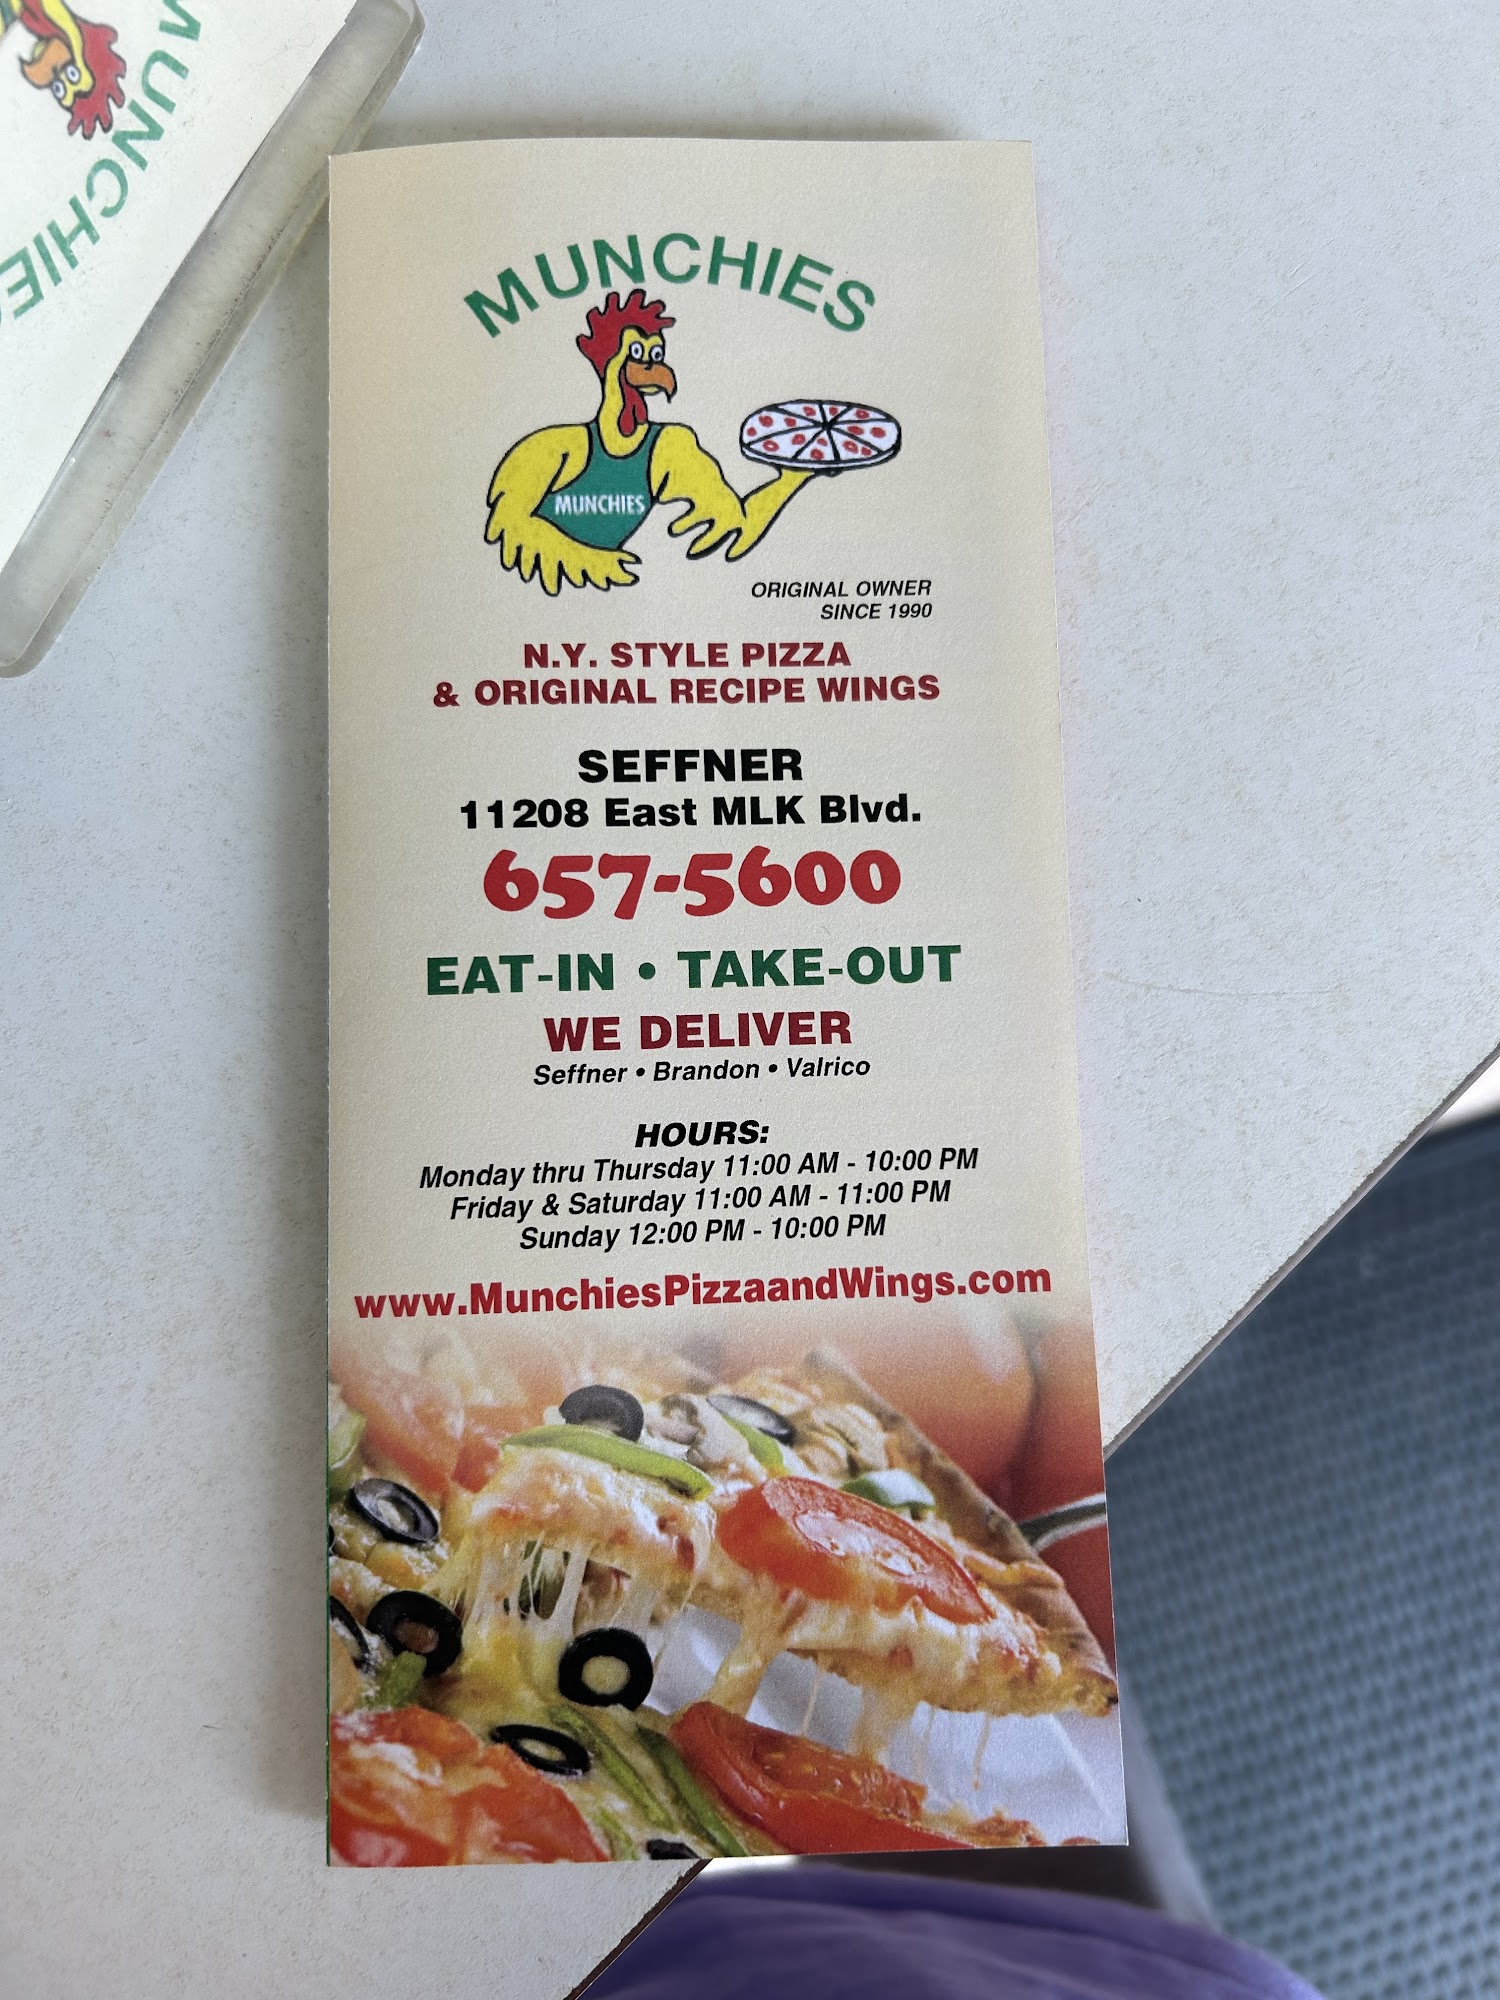 MUNCHIES
MUNCHIES
MUNCHIES
ORIGINAL OWNER
SINCE 1990
N.Y. STYLE PIZZA
& ORIGINAL RECIPE WINGS
SEFFNER
11208 East MLK Blvd.
657-5600
EAT-IN • TAKE-OUT
WE DELIVER
Seffner • Brandon • Valrico
HOURS:
Monday thru Thursday 11:00 AM - 10:00 PM
Friday & Saturday 11:00 AM - 11:00 PM
Sunday 12:00 PM - 10:00 PM
www.MunchiesPizzaandWings.com